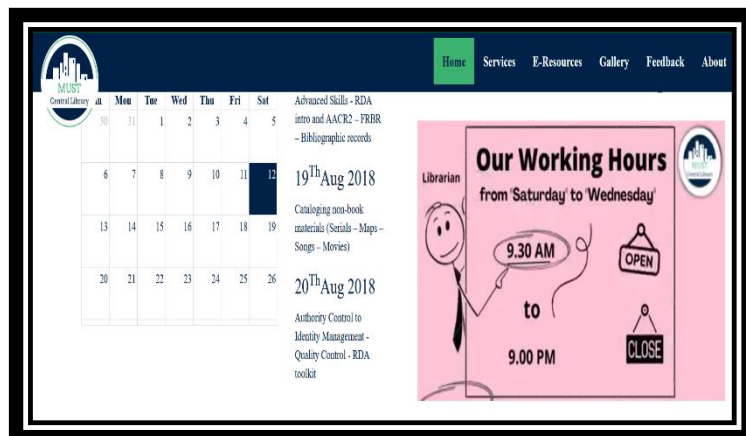 MUST
Central Library
Home Services E-Resources Gallery Feedback About
n Mon Tue Wed Thu Fri Sat
30 31 1 2 3 4 5
6 7 8 9 10 11 12
13 14 15 16 17 18 19
20 21 22 23 24 25 26
Advanced Skills - RDA
intro and AACR2 – FRBR
– Bibliographic records
19Th Aug 2018
Cataloging non-book
materials (Serials – Maps –
Songs – Movies)
20Th Aug 2018
Authority Control to
Identity Management -
Quality Control - RDA
toolkit
Librarian
Our Working Hours
from 'Saturday' to 'Wednesday'
9.30 AM
to
9.00 PM
OPEN
CLOSE
MUST
Central Library